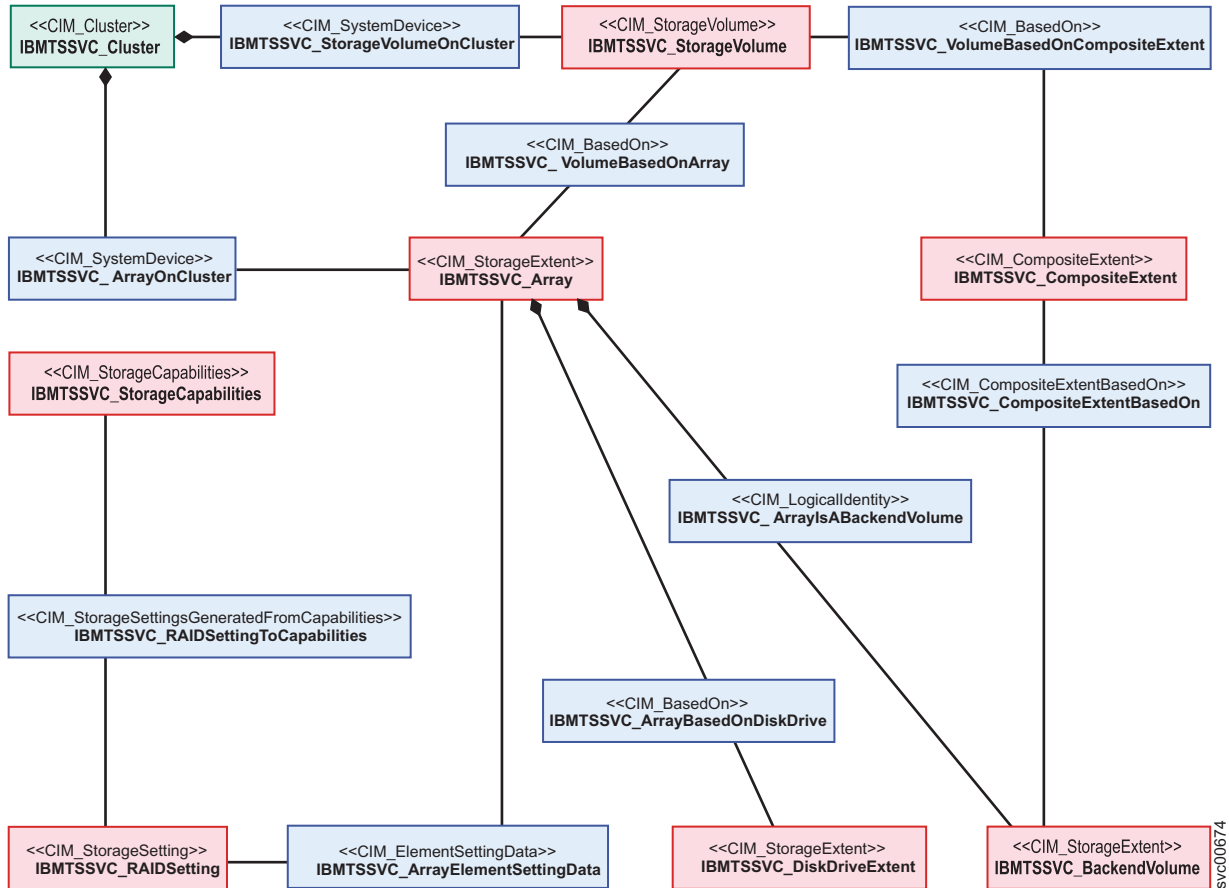 <<CIM_Cluster>>
IBMTSSVC_Cluster
<<CIM_SystemDevice>>
IBMTSSVC_StorageVolumeOnCluster
<<CIM_StorageVolume>>
IBMTSSVC_StorageVolume
<<CIM_BasedOn>>
IBMTSSVC_VolumeBasedOnCompositeExtent
<<CIM_BasedOn>>
IBMTSSVC_ VolumeBasedOnArray
<<CIM_SystemDevice>>
IBMTSSVC_ ArrayOnCluster
<<CIM_StorageExtent>>
IBMTSSVC_Array
<<CIM_CompositeExtent>>
IBMTSSVC_CompositeExtent
<<CIM_StorageCapabilities>>
IBMTSSVC_StorageCapabilities
<<CIM_CompositeExtentBasedOn>>
IBMTSSVC_CompositeExtentBasedOn
<<CIM_LogicalIdentity>>
IBMTSSVC_ ArrayIsABackendVolume
<<CIM_StorageSettingsGeneratedFromCapabilities>>
IBMTSSVC_RAIDSettingToCapabilities
<<CIM_BasedOn>>
IBMTSSVC_ArrayBasedOnDiskDrive
<<CIM_StorageSetting>>
IBMTSSVC_RAIDSetting
<<CIM_ElementSettingData>>
IBMTSSVC_ArrayElementSettingData
<<CIM_StorageExtent>>
IBMTSSVC_DiskDriveExtent
<<CIM_StorageExtent>>
IBMTSSVC_BackendVolume
svc00674